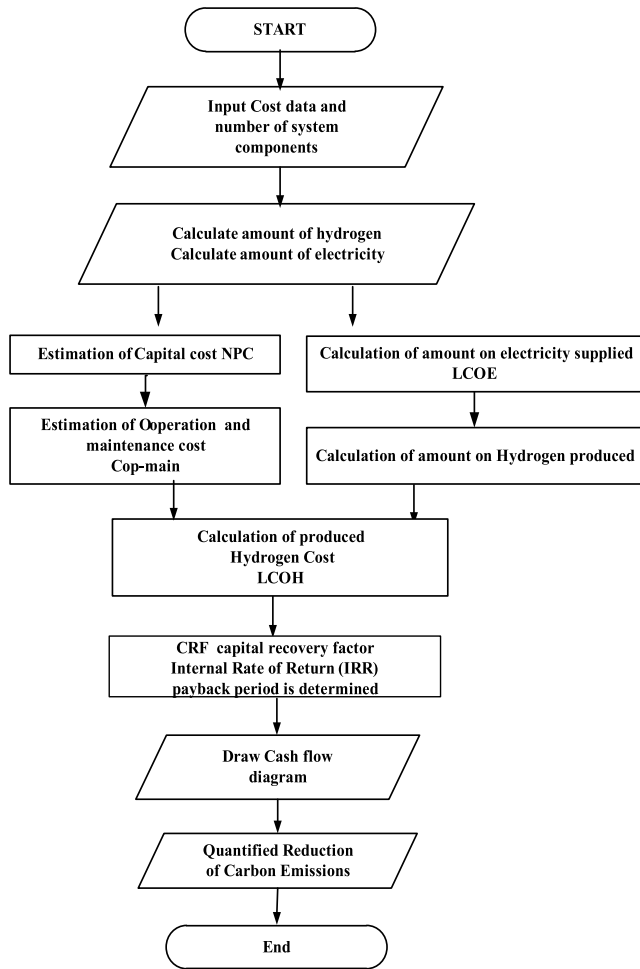 START
Input Cost data and
number of system
components
Calculate amount of hydrogen
Calculate amount of electricity
Estimation of Capital cost NPC
Calculation of amount on electricity supplied
LCOE
Estimation of Ooperation and
maintenance cost
Cop-main
Calculation of amount on Hydrogen produced
Calculation of produced
Hydrogen Cost
LCOH
CRF capital recovery factor
Internal Rate of Return (IRR)
payback period is determined
Draw Cash flow
diagram
Quantified Reduction
of Carbon Emissions
End